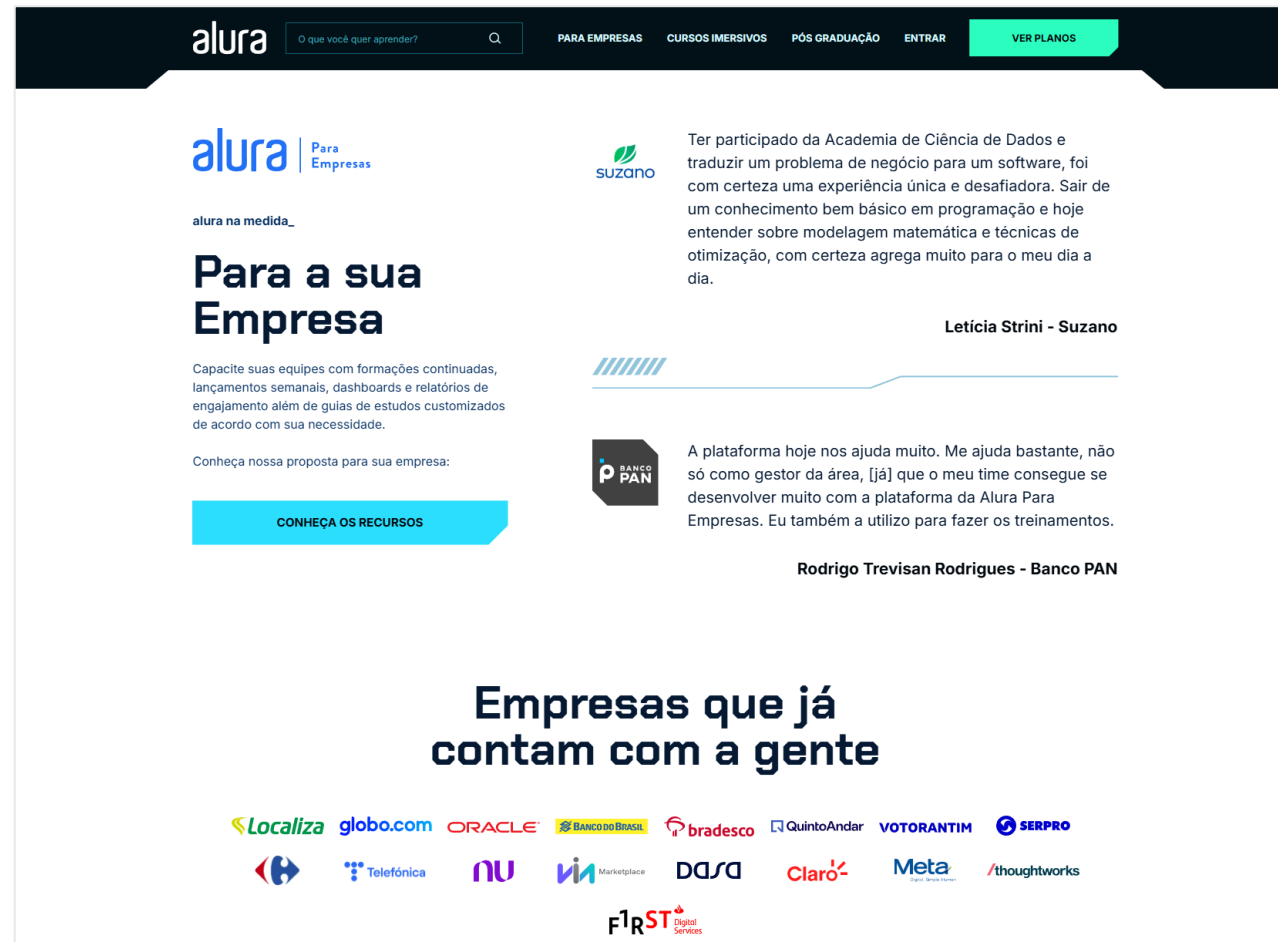 alura
O que você quer aprender?
PARA EMPRESAS
CURSOS IMERSIVOS
PÓS GRADUAÇÃO
ENTRAR
VER PLANOS
alura
Para
Empresas
alura na medida_
Para a sua
Empresa
Capacite suas equipes com formações continuadas,
lançamentos semanais, dashboards e relatórios de
engajamento além de guias de estudos customizados
de acordo com sua necessidade.
Conheça nossa proposta para sua empresa:
CONHEÇA OS RECURSOS
suzano
Ter participado da Academia de Ciência de Dados e
traduzir um problema de negócio para um software, foi
com certeza uma experiência única e desafiadora. Sair de
um conhecimento bem básico em programação e hoje
entender sobre modelagem matemática e técnicas de
otimização, com certeza agrega muito para o meu dia a
dia.
Letícia Strini - Suzano
BANCO
PAN
A plataforma hoje nos ajuda muito. Me ajuda bastante, não
só como gestor da área, [já] que o meu time consegue se
desenvolver muito com a plataforma da Alura Para
Empresas. Eu também a utilizo para fazer os treinamentos.
Rodrigo Trevisan Rodrigues - Banco PAN
Empresas que já
contam com a gente
Localiza
globo.com
ORACLE
BANCO DO BRASIL
bradesco
QuintoAndar
VOTORANTIM
SERPRO
Telefónica
nu
via Marketplace
DASA
Claro
Meta
Digital. Simple. Human.
/thoughtworks
F1RST Digital
Services